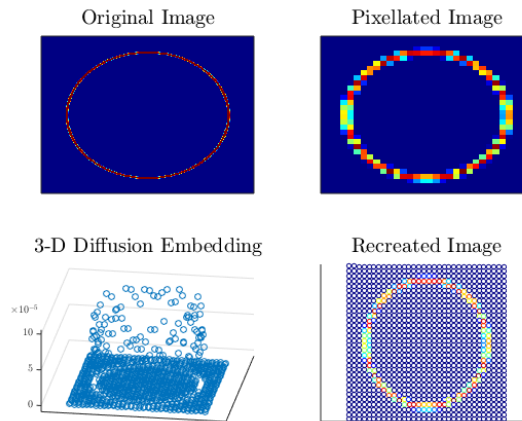 Original Image
Pixellated Image
3-D Diffusion Embedding
Recreated Image
×10⁻⁵
10
5
0